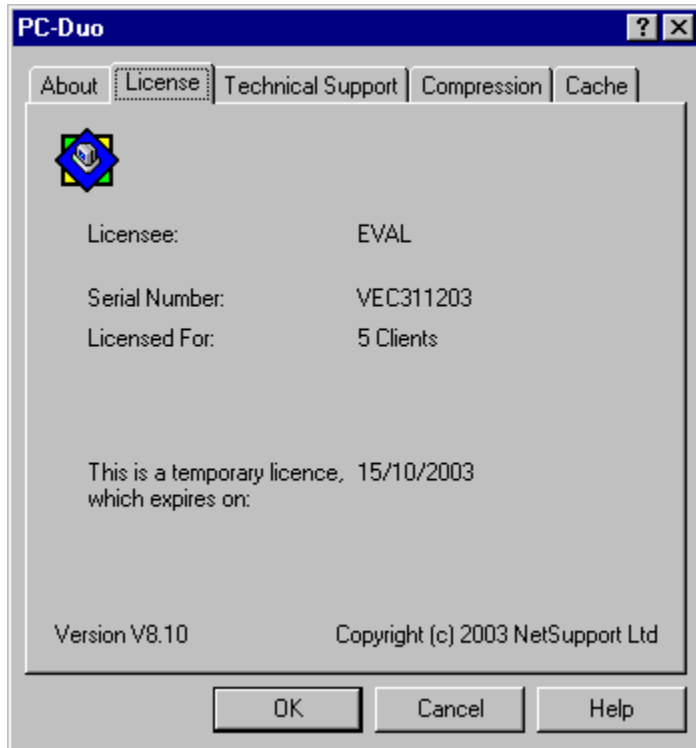 PC-Duo
About License Technical Support Compression Cache
Licensee: EVAL
Serial Number: VEC311203
Licensed For: 5 Clients
This is a temporary licence, 15/10/2003
which expires on:
Version V8.10 Copyright (c) 2003 NetSupport Ltd
OK Cancel Help